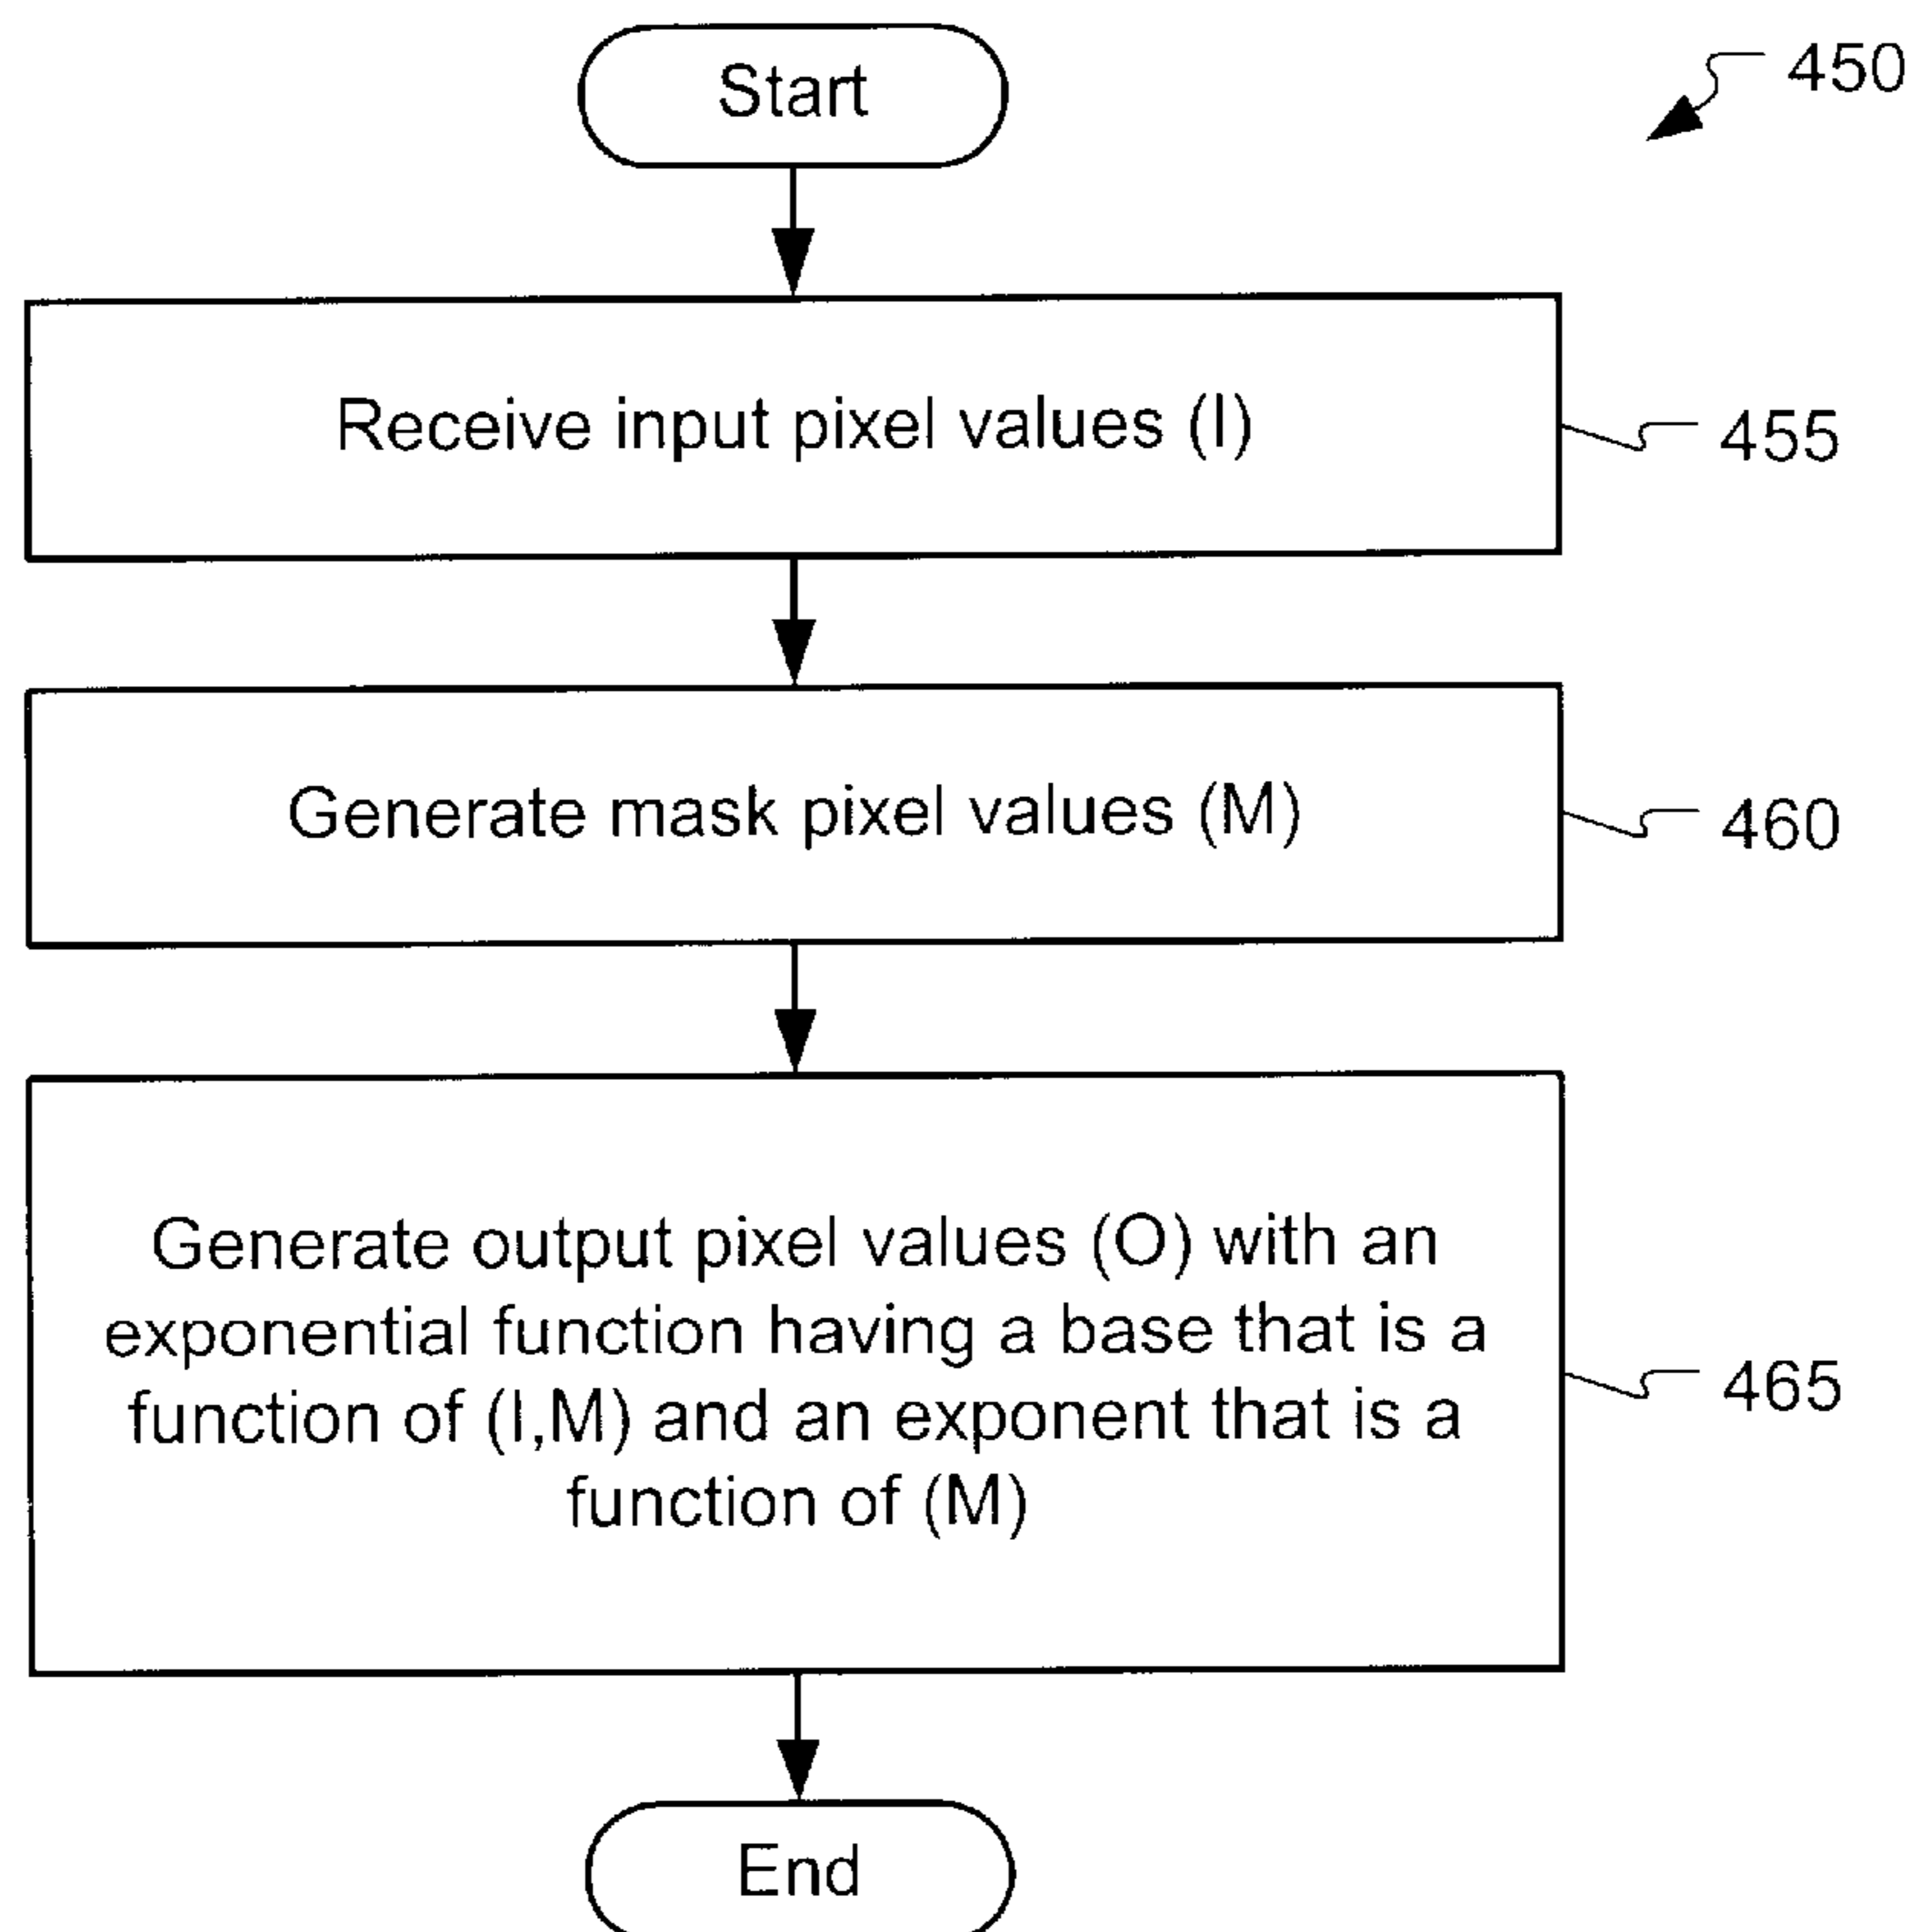 Start
450
Receive input pixel values (I)
455
Generate mask pixel values (M)
460
Generate output pixel values (O) with an
exponential function having a base that is a
function of (I,M) and an exponent that is a
function of (M)
465
End